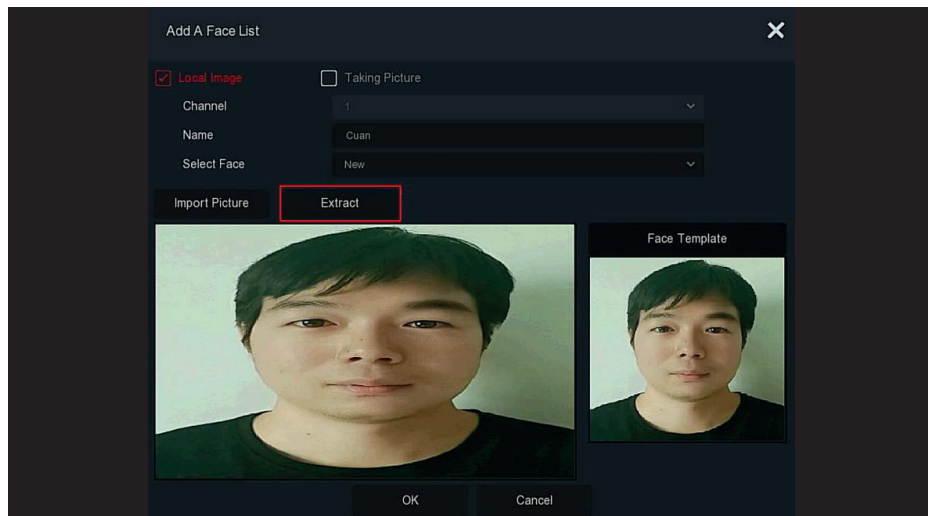 Add A Face List
Local Image Taking Picture
Channel 1
Name Cuan
Select Face New
Import Picture Extract
Face Template
OK Cancel